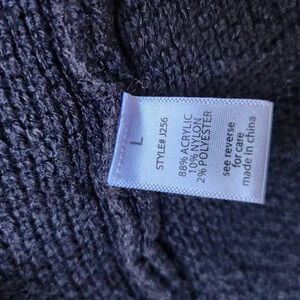 L
STYLE# J256
88% ACRYLIC
10% NYLON
2% POLYESTER
see reverse
for care
made in china